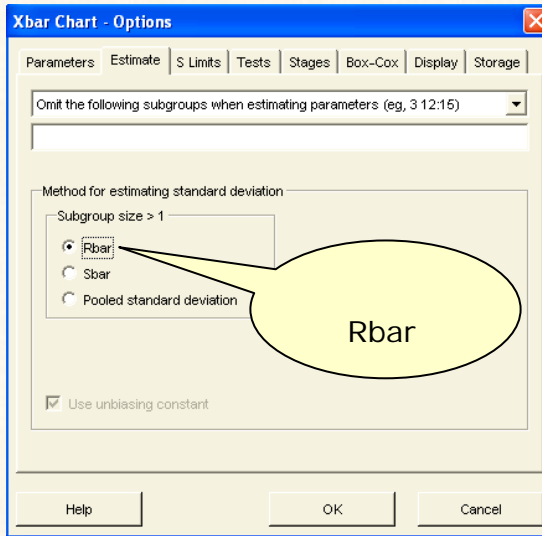 Xbar Chart - Options
Parameters Estimate S Limits Tests Stages Box-Cox Display Storage
Omit the following subgroups when estimating parameters (eg, 3 12:15)
Method for estimating standard deviation
Subgroup size > 1
Rbar
Sbar
Pooled standard deviation
Rbar
Use unbiasing constant
Help OK Cancel